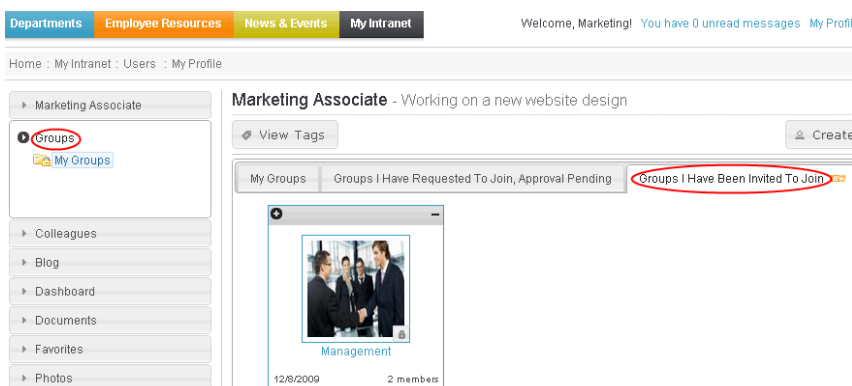 Departments Employee Resources News & Events My Intranet Welcome, Marketing! You have 0 unread messages My Profil
Home : My Intranet : Users : My Profile
Marketing Associate
Groups
My Groups
Colleagues
Blog
Dashboard
Documents
Favorites
Photos
Marketing Associate - Working on a new website design
View Tags Create
My Groups Groups I Have Requested To Join, Approval Pending Groups I Have Been Invited To Join
Management
12/8/2009 2 members